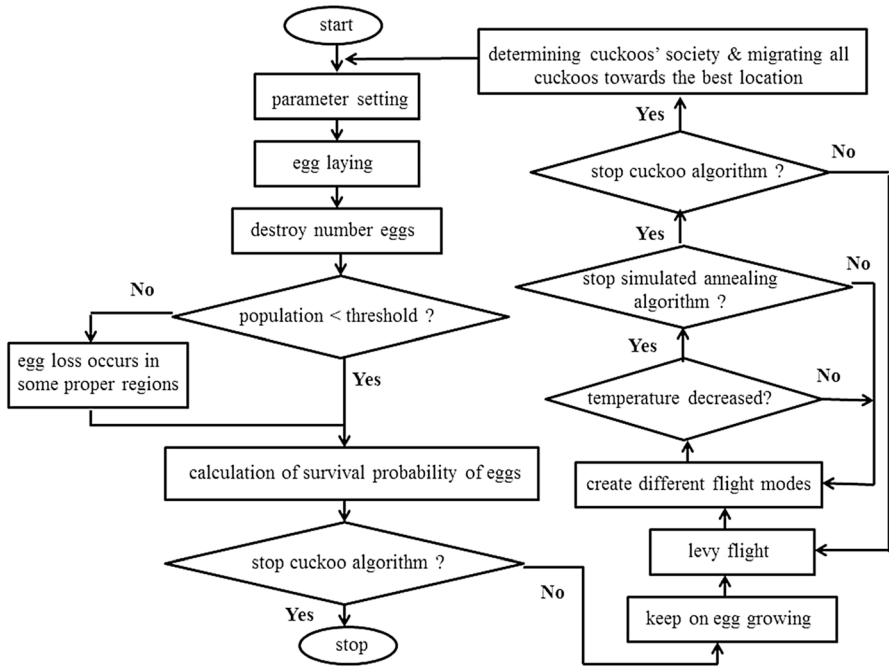 start
parameter setting
egg laying
destroy number eggs
population < threshold ?
No
egg loss occurs in
some proper regions
Yes
calculation of survival probability of eggs
stop cuckoo algorithm ?
Yes
stop
No
keep on egg growing
levy flight
create different flight modes
temperature decreased?
No
Yes
stop simulated annealing
algorithm ?
No
Yes
stop cuckoo algorithm ?
No
Yes
determining cuckoos' society & migrating all
cuckoos towards the best location